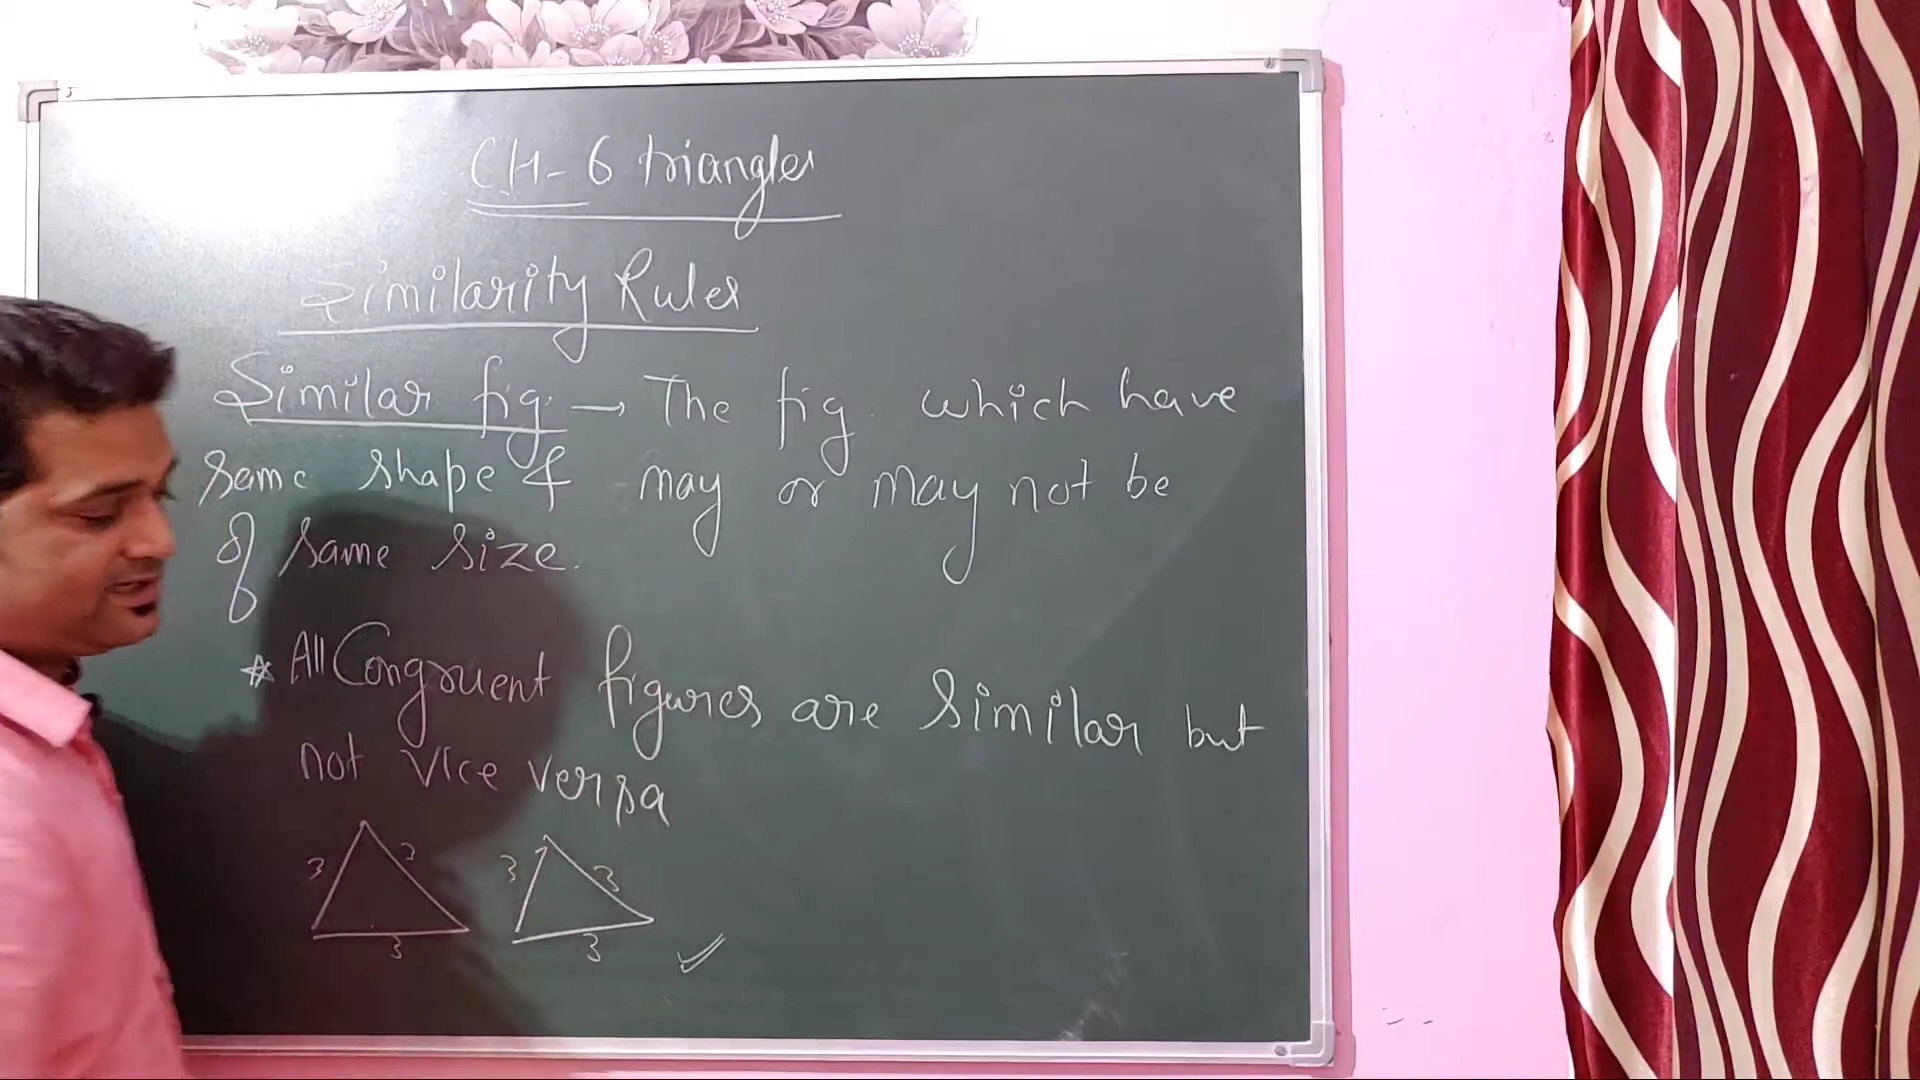 CH-6 triangles
Similarity Rules
Similar fig. → The fig. which have
same shape & may or may not be
of same size.
* All Congruent figures are similar but
not Vice versa
3 3 3 3
3 3